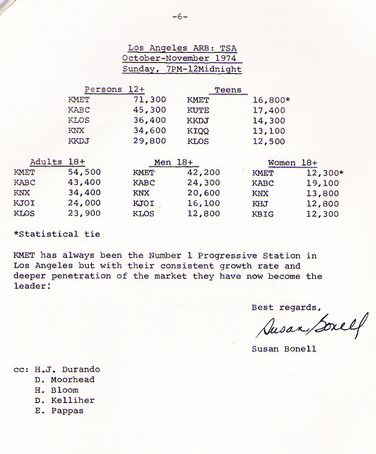 -6-
Los Angeles ARB: TSA
October-November 1974
Sunday, 7PM-12Midnight
Persons 12+ Teens
KMET 71,300 KMET 16,800*
KABC 45,300 KUTE 17,400
KLOS 36,400 KKDJ 14,300
KNX 34,600 KIQQ 13,100
KKDJ 29,800 KLOS 12,500
Adults 18+ Men 18+ Women 18+
KMET 54,500 KMET 42,200 KMET 12,300*
KABC 43,400 KABC 24,300 KABC 19,100
KNX 34,400 KNX 20,600 KNX 13,800
KJOI 24,000 KJOI 16,100 KHJ 12,800
KLOS 23,900 KLOS 12,800 KBIG 12,300
*Statistical tie
KMET has always been the Number 1 Progressive Station in
Los Angeles but with their consistent growth rate and
deeper penetration of the market they have now become the
leader!
Best regards,
Susan Bonell
Susan Bonell
cc: H.J. Durando
D. Moorhead
H. Bloom
D. Kelliher
E. Pappas